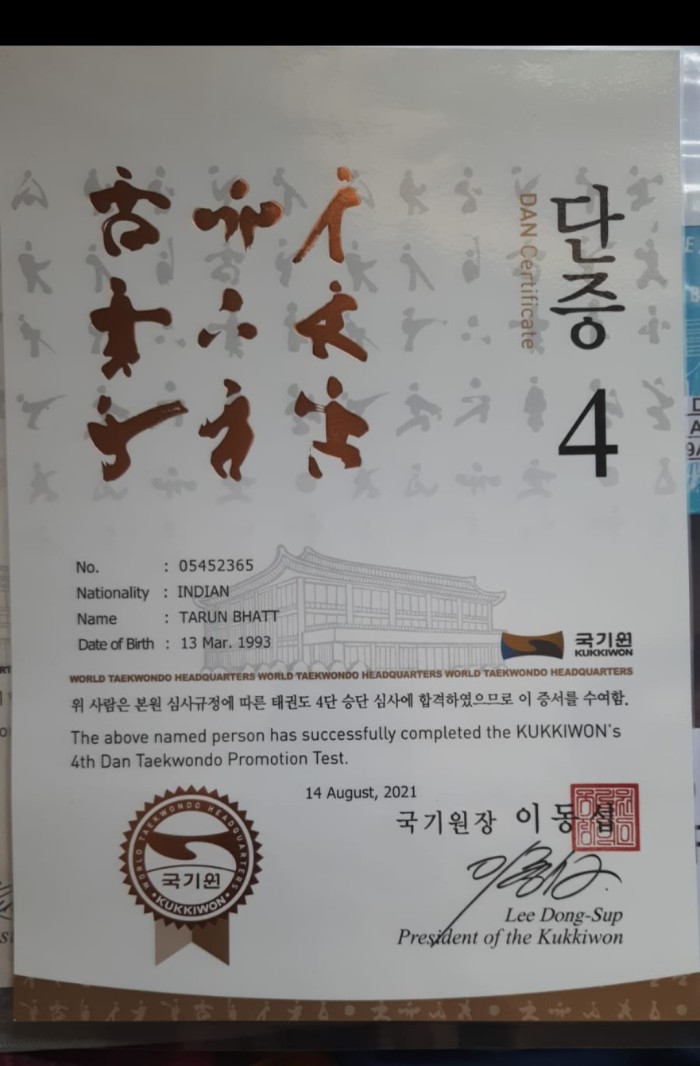 단증 4
DAN Certificate
No. : 05452365
Nationality : INDIAN
Name : TARUN BHATT
Date of Birth : 13 Mar. 1993
국기원
KUKKIWON
WORLD TAEKWONDO HEADQUARTERS WORLD TAEKWONDO HEADQUARTERS WORLD TAEKWONDO HEADQUARTERS
위 사람은 본원 심사규정에 따른 태권도 4단 승단 심사에 합격하였으므로 이 증서를 수여함.
The above named person has successfully completed the KUKKIWON's
4th Dan Taekwondo Promotion Test.
14 August, 2021
국기원장 이동섭
Lee Dong-Sup
President of the Kukkiwon
WORLD TAEKWONDO HEADQUARTERS
국기원
KUKKIWON